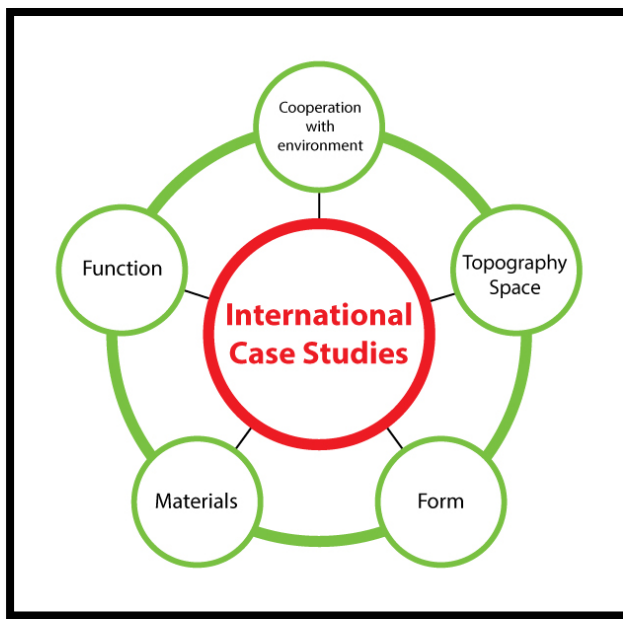 Cooperation
with
environment
Function
Topography
Space
International
Case Studies
Materials
Form